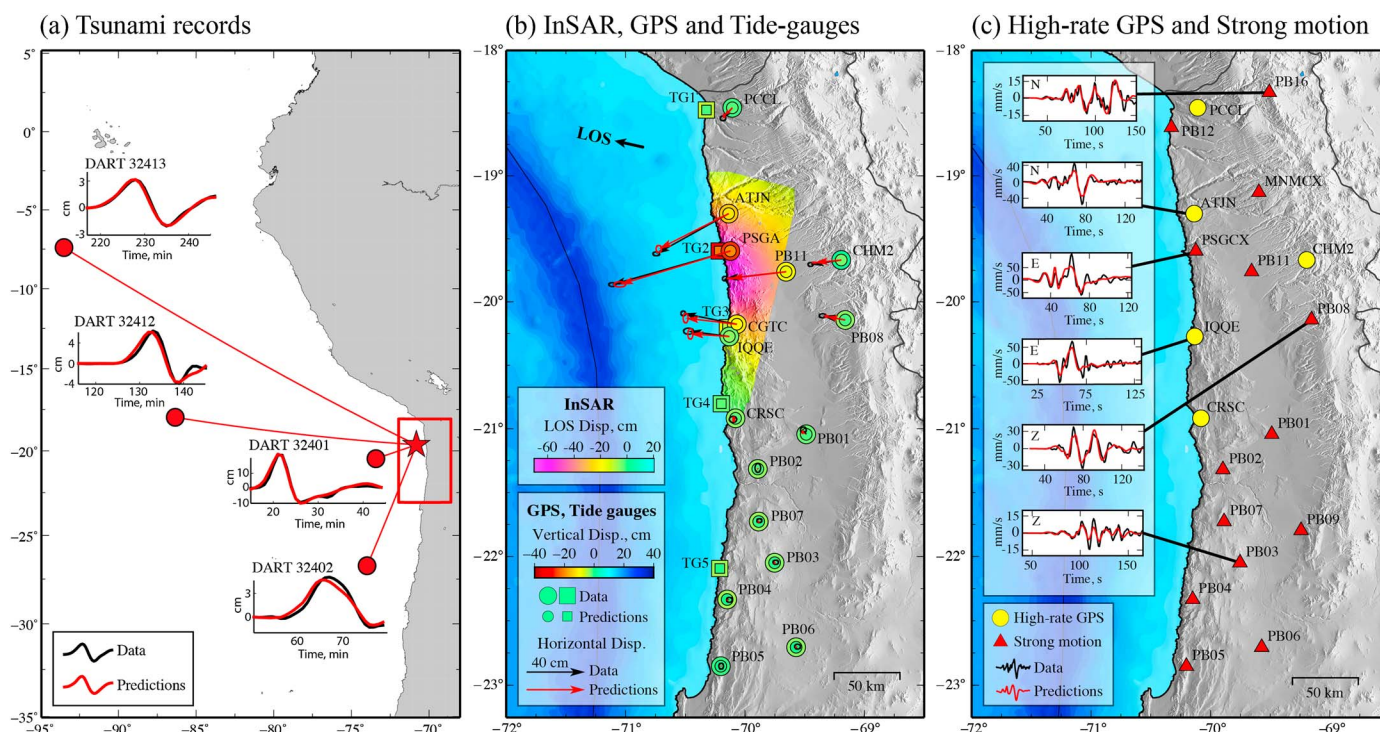 (a) Tsunami records
5°
0°
−5°
−10°
−15°
−20°
−25°
−30°
−35°
−95°
−90°
−85°
−80°
−75°
−70°
DART 32413
cm
3
0
−3
220
230
240
Time, min
DART 32412
cm
4
0
−4
120
130
140
Time, min
DART 32401
cm
10
0
−10
20
30
40
Time, min
DART 32402
cm
3
0
60
70
Time, min
Data
Predictions
(b) InSAR, GPS and Tide-gauges
−18°
−19°
−20°
−21°
−22°
−23°
−72°
−71°
−70°
−69°
TG1
PCCL
LOS
ATJN
TG2
PSGA
PB11
CHM2
TG3
CGTC
IQQE
PB08
TG4
CRSC
PB01
PB02
PB07
TG5
PB03
PB04
PB06
PB05
InSAR
LOS Disp, cm
−60
−40
−20
0
20
GPS, Tide gauges
Vertical Disp., cm
−40
−20
0
20
40
Data
Predictions
Horizontal Disp.
40 cm
Data
Predictions
50 km
(c) High-rate GPS and Strong motion
−18°
−19°
−20°
−21°
−22°
−23°
−72°
−71°
−70°
−69°
mm/s
15
0
−15
N
50
100
150
Time, s
mm/s
40
0
−40
N
40
80
120
Time, s
mm/s
50
0
−50
E
40
80
120
Time, s
mm/s
50
0
−50
E
25
75
125
Time, s
mm/s
30
0
−30
Z
40
80
120
Time, s
mm/s
15
0
−15
Z
50
100
150
Time, s
PB16
PCCL
PB12
MNMCX
ATJN
PSGCX
PB11
CHM2
PB08
IQQE
CRSC
PB01
PB02
PB07
PB09
PB03
PB04
PB06
PB05
High-rate GPS
Strong motion
Data
Predictions
50 km